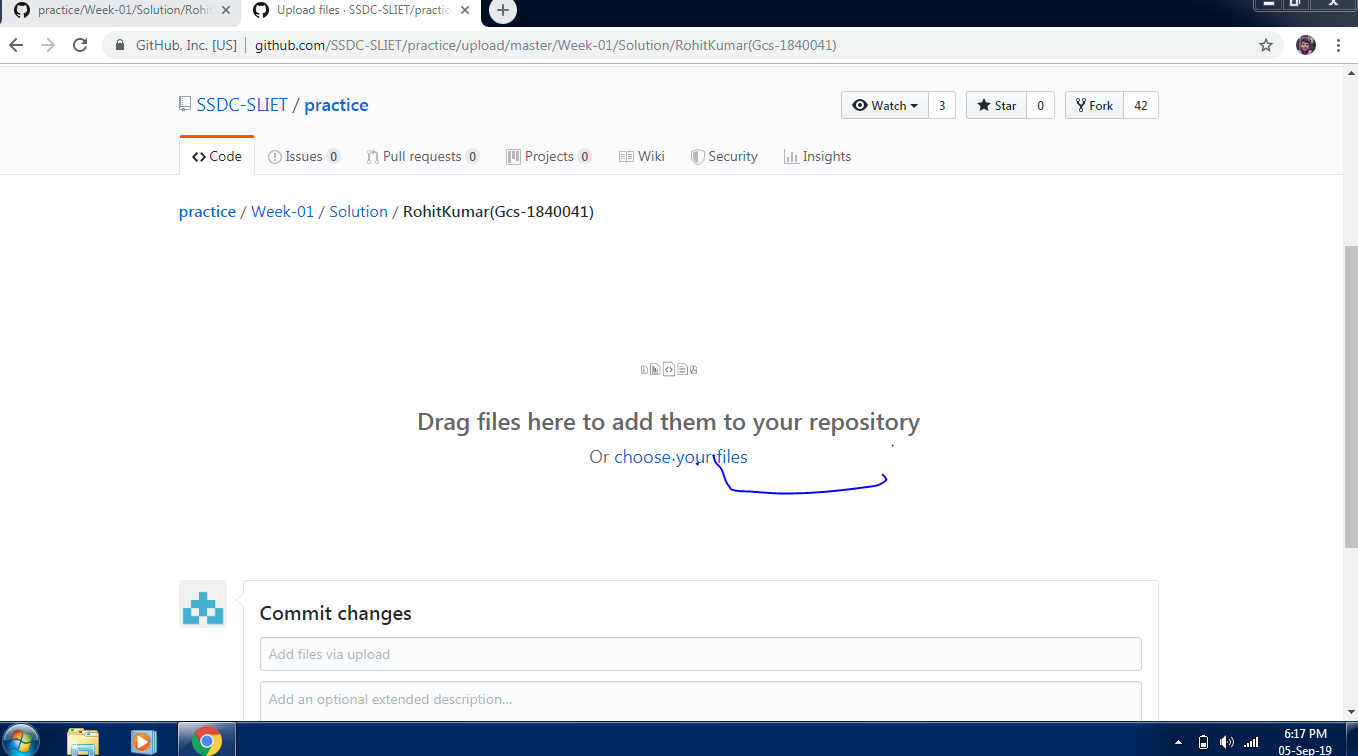 practice/Week-01/Solution/Rohit
Upload files · SSDC-SLIET/practic
GitHub, Inc. [US] github.com/SSDC-SLIET/practice/upload/master/Week-01/Solution/RohitKumar(Gcs-1840041)
SSDC-SLIET / practice
Watch 3 Star 0 Fork 42
Code Issues 0 Pull requests 0 Projects 0 Wiki Security Insights
practice / Week-01 / Solution / RohitKumar(Gcs-1840041)
Drag files here to add them to your repository
Or choose your files
Commit changes
Add files via upload
Add an optional extended description...
6:17 PM
05-Sep-19